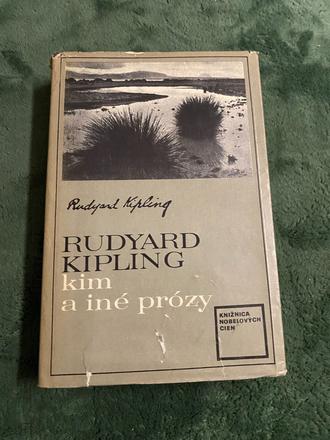 Rudyard Kipling
RUDYARD
KIPLING
kim
a iné prózy
KNIŽNICA
NOBELOVÝCH
CIEN